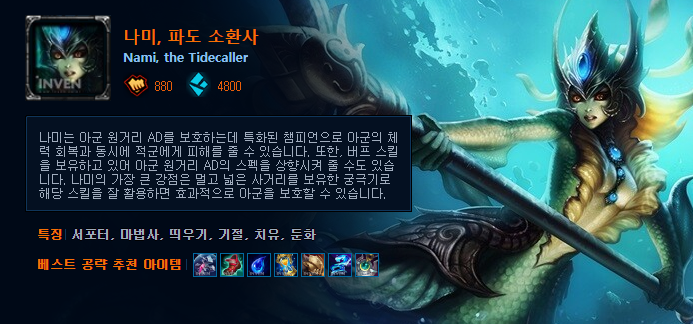 나미, 파도 소환사
Nami, the Tidecaller
880 4800
INVEN
나미는 아군 원거리 AD를 보호하는데 특화된 챔피언으로 아군의 체
력 회복과 동시에 적군에게 피해를 줄 수 있습니다. 또한, 버프 스킬
을 보유하고 있어 아군 원거리 AD의 스펙을 상향시켜 줄 수도 있습
니다. 나미의 가장 큰 강점은 멀고 넓은 사거리를 보유한 궁극기로
해당 스킬을 잘 활용하면 효과적으로 아군을 보호할 수 있습니다.
특징 | 서포터, 마법사, 띄우기, 기절, 치유, 둔화
베스트 공략 추천 아이템 |